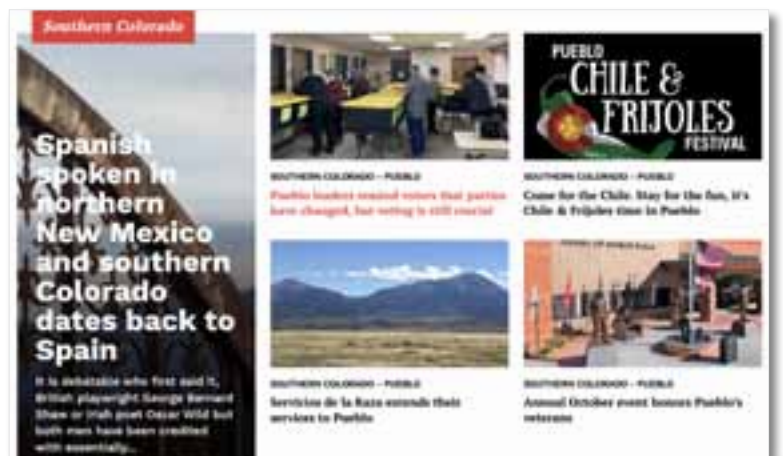 Southern Colorado
Spanish
spoken in
northern
New Mexico
and southern
Colorado
dates back to
Spain
It is debatable who first said it,
British playwright George Bernard
Shaw or Irish poet Oscar Wild but
both men have been credited
with essentially...
SOUTHERN COLORADO – PUEBLO
Pueblo leaders remind voters that parties
have changed, but voting is still crucial
PUEBLO
CHILE &
FRIJOLES
FESTIVAL
SOUTHERN COLORADO – PUEBLO
Come for the Chile. Stay for the fun, it's
Chile & Frijoles time in Pueblo
SOUTHERN COLORADO – PUEBLO
Servicios de la Raza extends their
services to Pueblo
SOUTHERN COLORADO – PUEBLO
Annual October event honors Pueblo's
veterans